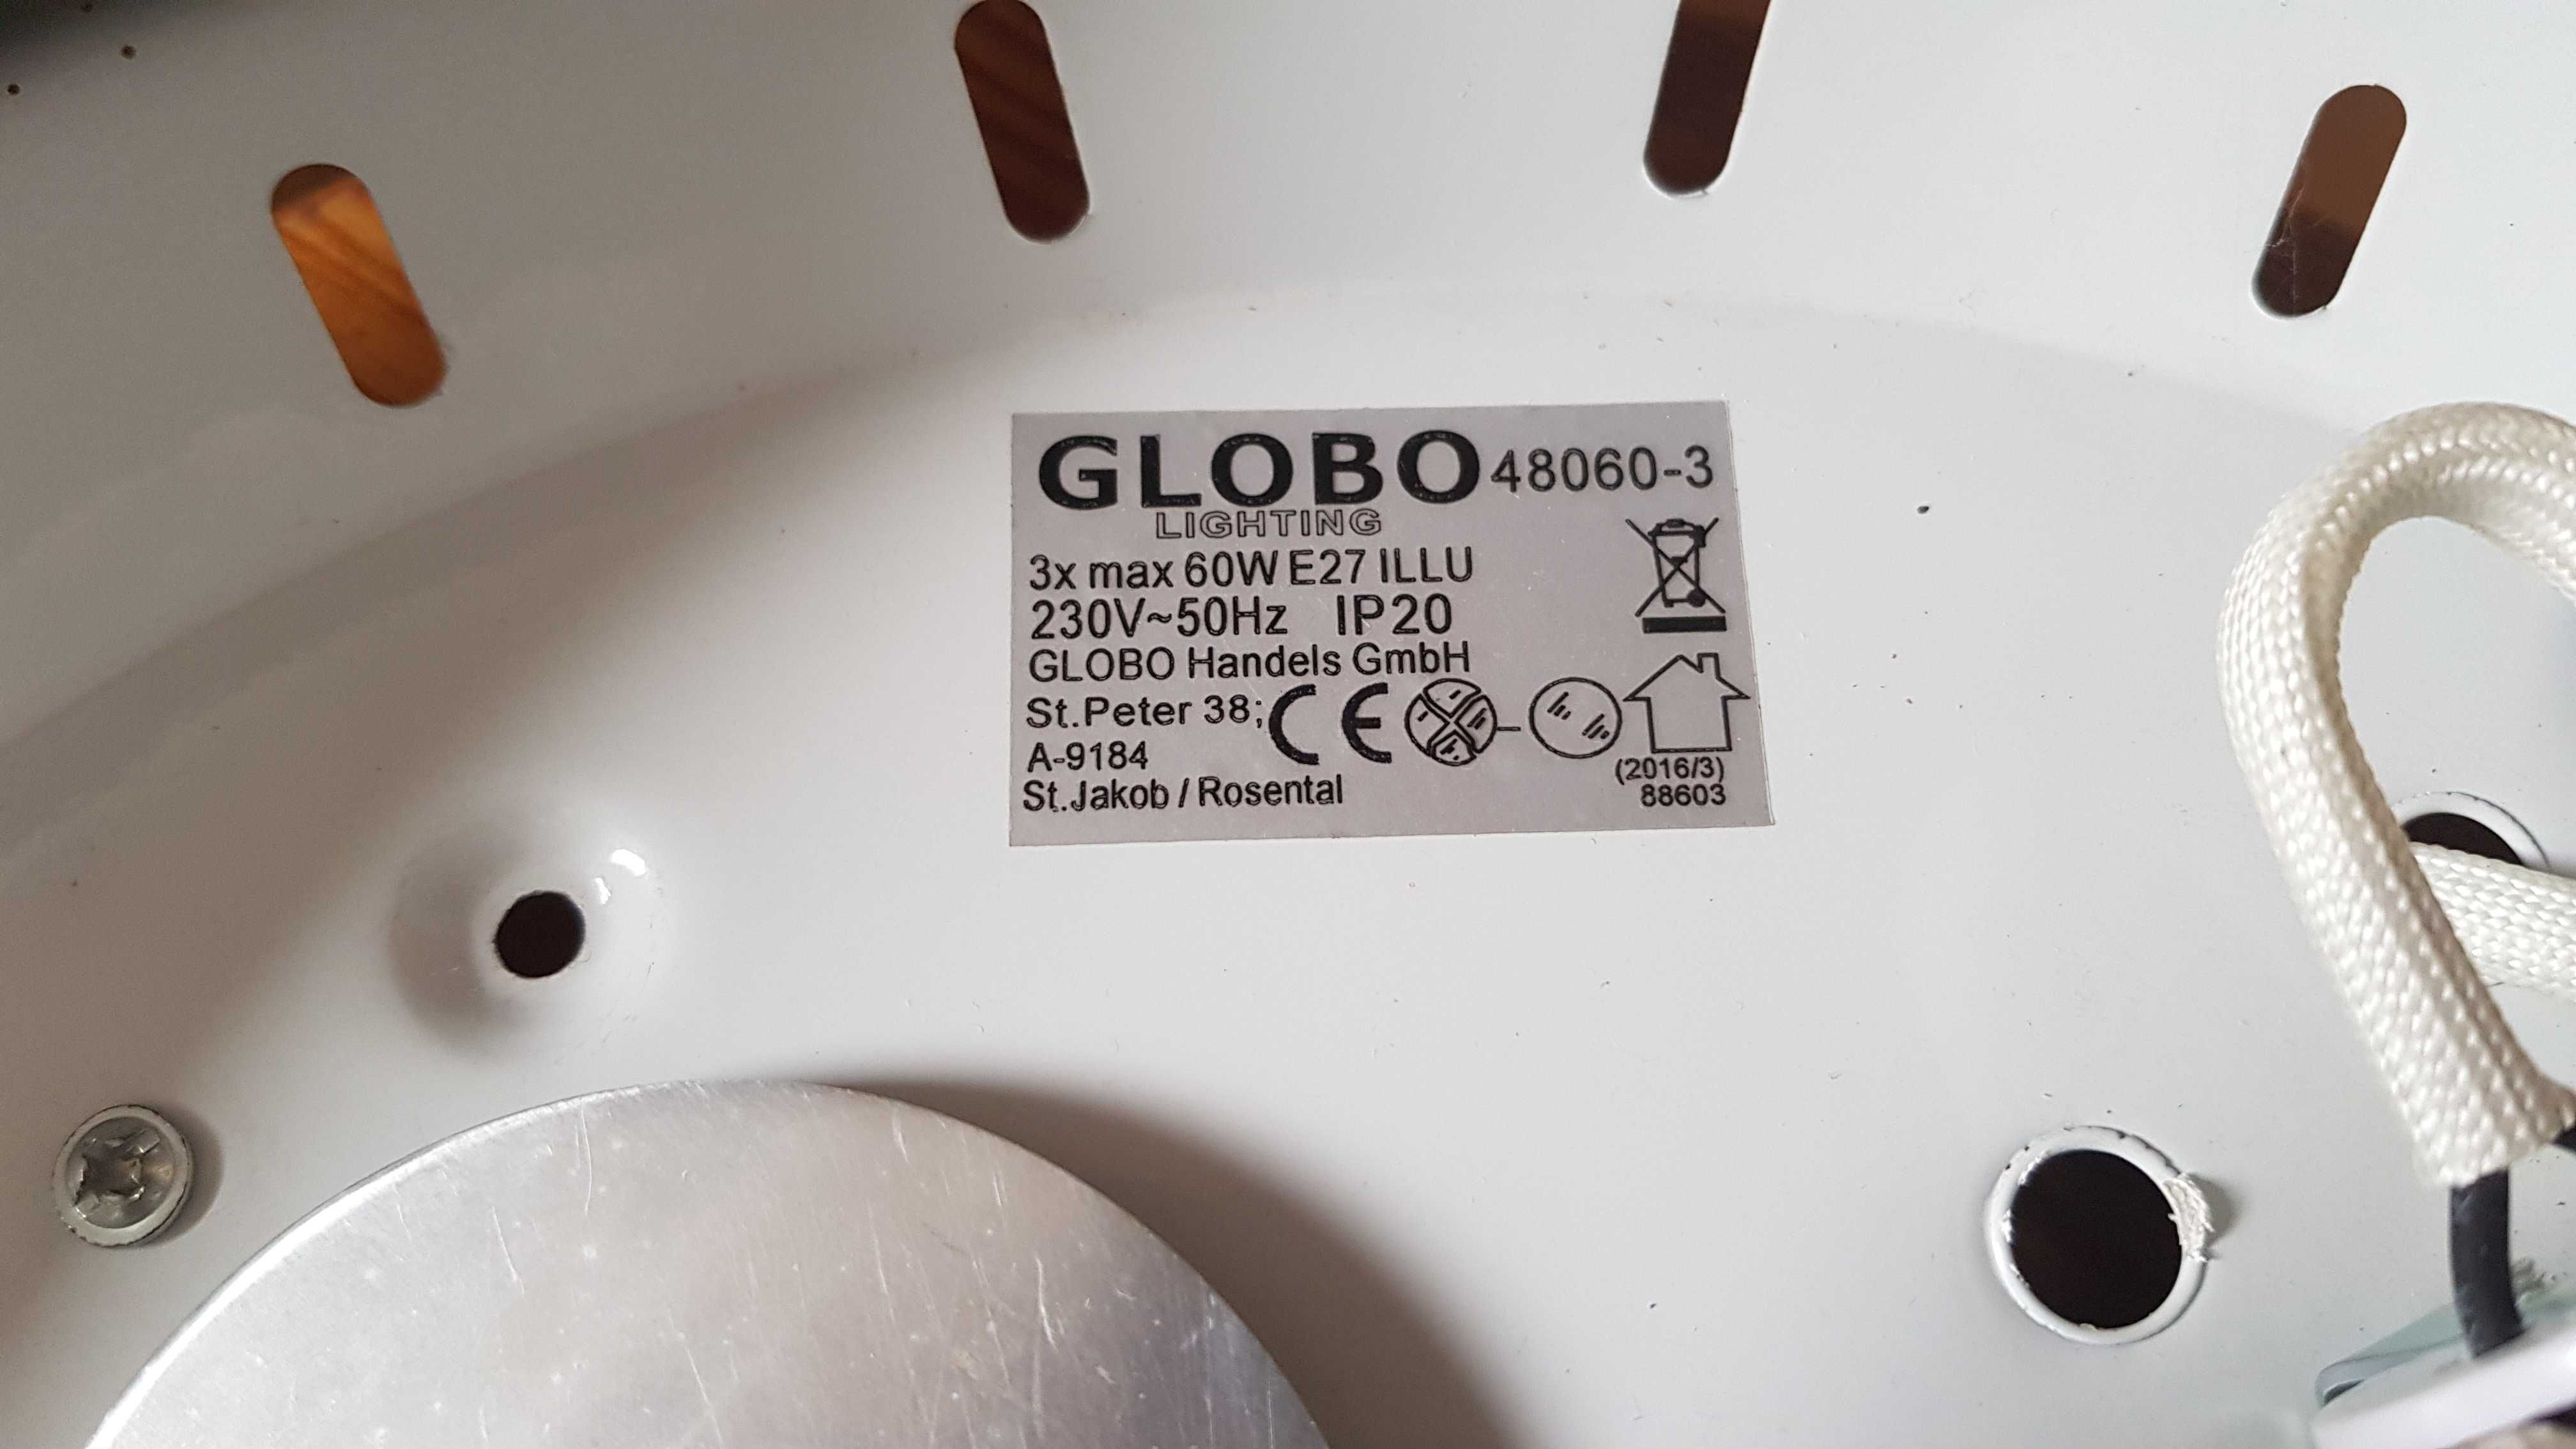 GLOBO 48060-3
LIGHTING
3x max 60W E27 ILLU
230V~50Hz IP20
GLOBO Handels GmbH
St.Peter 38; CE
A-9184
St.Jakob / Rosental
(2016/3)
88603